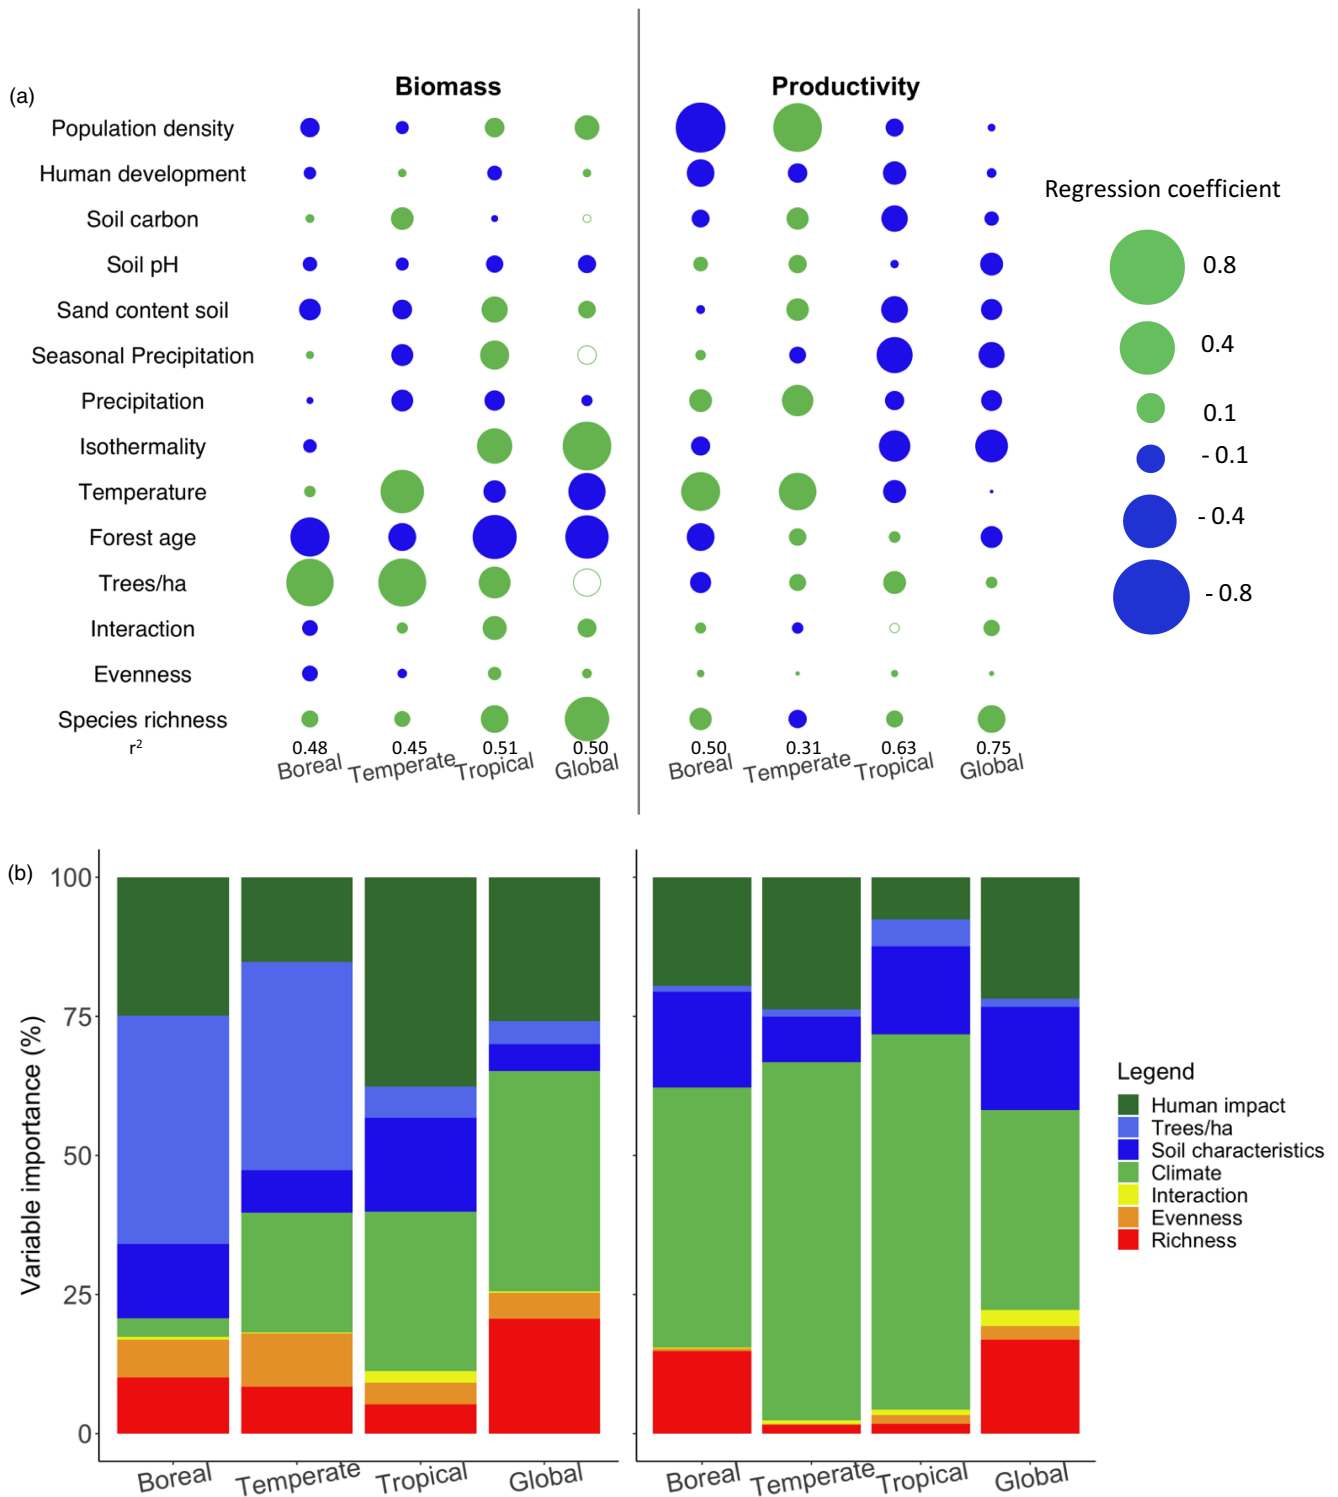 (a)
Biomass
Productivity
Population density
Human development
Soil carbon
Soil pH
Sand content soil
Seasonal Precipitation
Precipitation
Isothermality
Temperature
Forest age
Trees/ha
Interaction
Evenness
Species richness
r2 0.48 0.45 0.51 0.50 0.50 0.31 0.63 0.75
Boreal Temperate Tropical Global Boreal Temperate Tropical Global
Regression coefficient
0.8
0.4
0.1
- 0.1
- 0.4
- 0.8
(b)
Variable importance (%)
100
75
50
25
0
Boreal Temperate Tropical Global Boreal Temperate Tropical Global
Legend
Human impact
Trees/ha
Soil characteristics
Climate
Interaction
Evenness
Richness